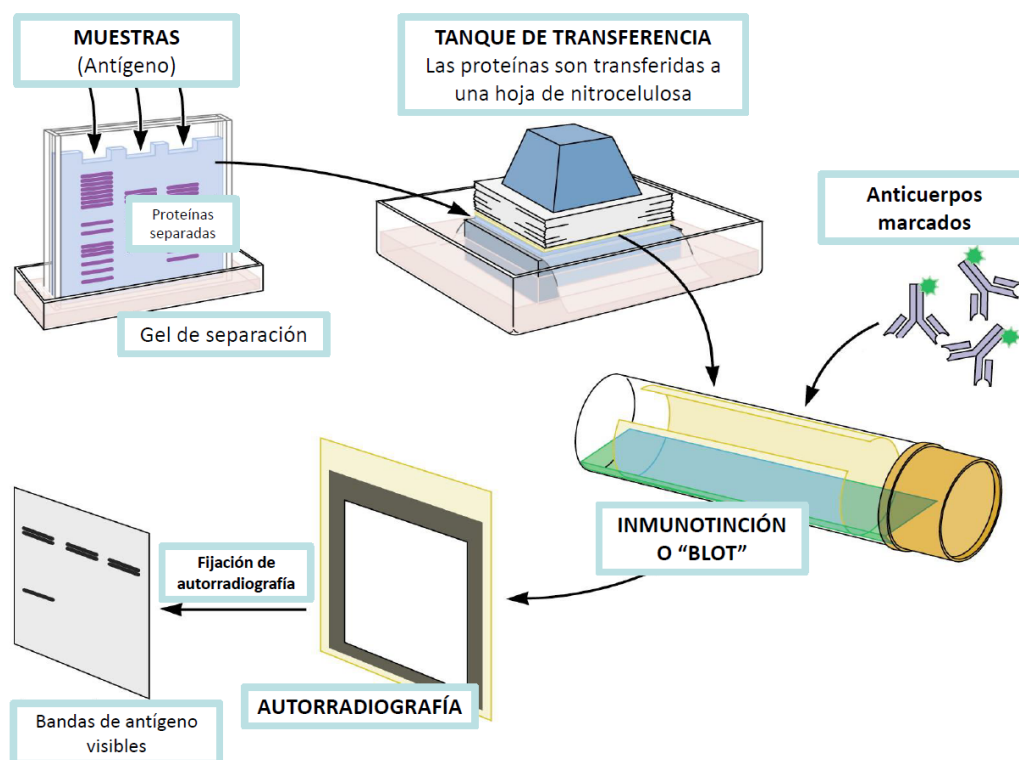 MUESTRAS
(Antígeno)
TANQUE DE TRANSFERENCIA
Las proteínas son transferidas a
una hoja de nitrocelulosa
Proteínas
separadas
Gel de separación
Anticuerpos
marcados
INMUNOTINCIÓN
O “BLOT”
Fijación de
autorradiografía
AUTORRADIOGRAFÍA
Bandas de antígeno
visibles